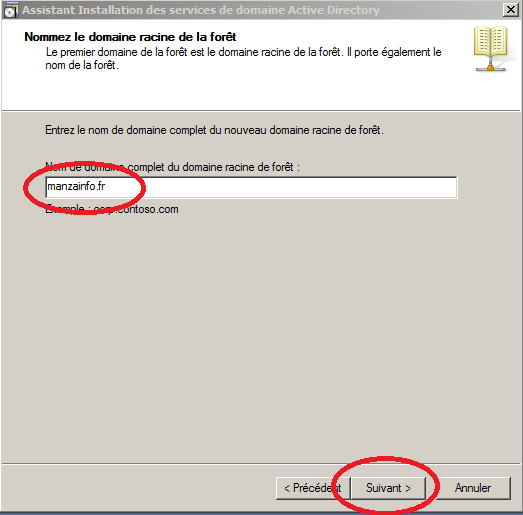 Assistant Installation des services de domaine Active Directory
Nommez le domaine racine de la forêt
Le premier domaine de la forêt est le domaine racine de la forêt. Il porte également le
nom de la forêt.
Entrez le nom de domaine complet du nouveau domaine racine de forêt.
Nom de domaine complet du domaine racine de forêt :
manzainfo.fr
Exemple : corp.contoso.com
< Précédent
Suivant >
Annuler